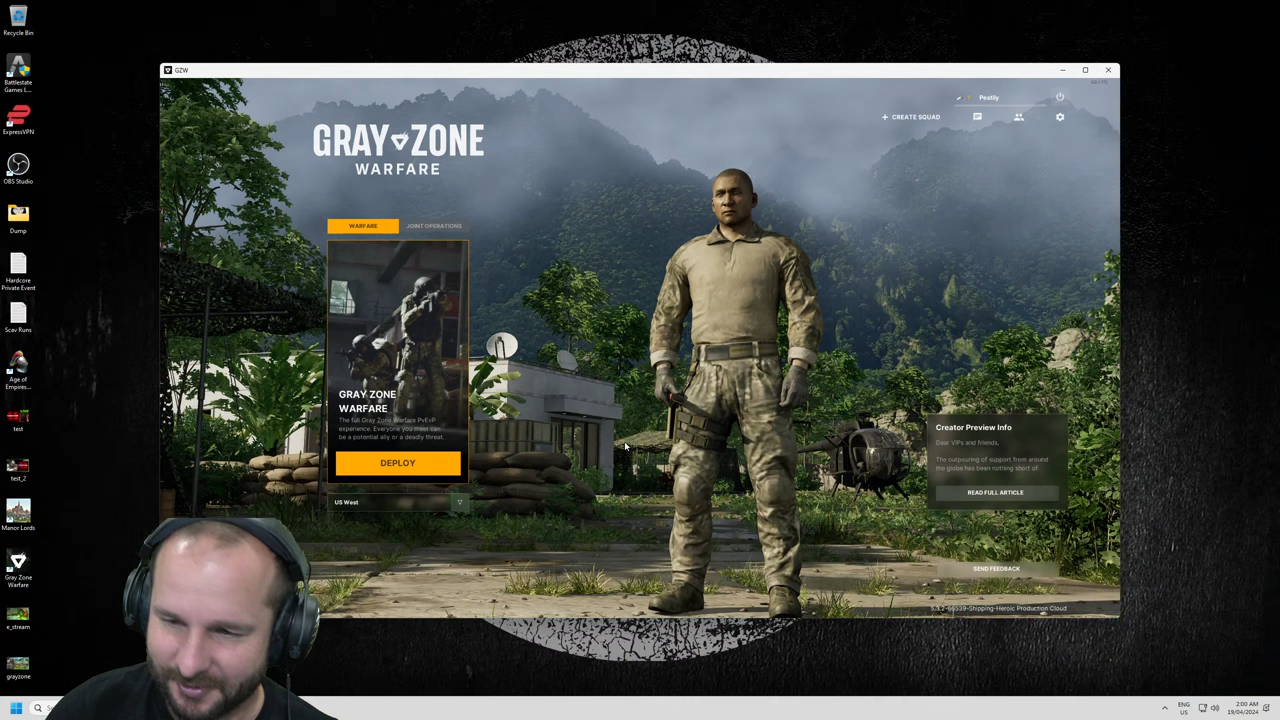 Recycle Bin
Battlestate
Games L...
ExpressVPN
OBS Studio
Dump
Hardcore
Private Event
Scav Runs
Age of
Empires...
test
test_2
Manor Lords
Gray Zone
Warfare
e_stream
grayzone
GZW
GRAY ZONE
WARFARE
Pestily
+ CREATE SQUAD
WARFARE
JOINT OPERATIONS
GRAY ZONE
WARFARE
The full Gray Zone Warfare PvEvP
experience. Everyone you meet can
be a potential ally or a deadly threat.
DEPLOY
US West
Creator Preview Info
Dear VIPs and friends,
The outpouring of support from around
the globe has been nothing short of
READ FULL ARTICLE
SEND FEEDBACK
ENG
US
2:00 AM
19/04/2024